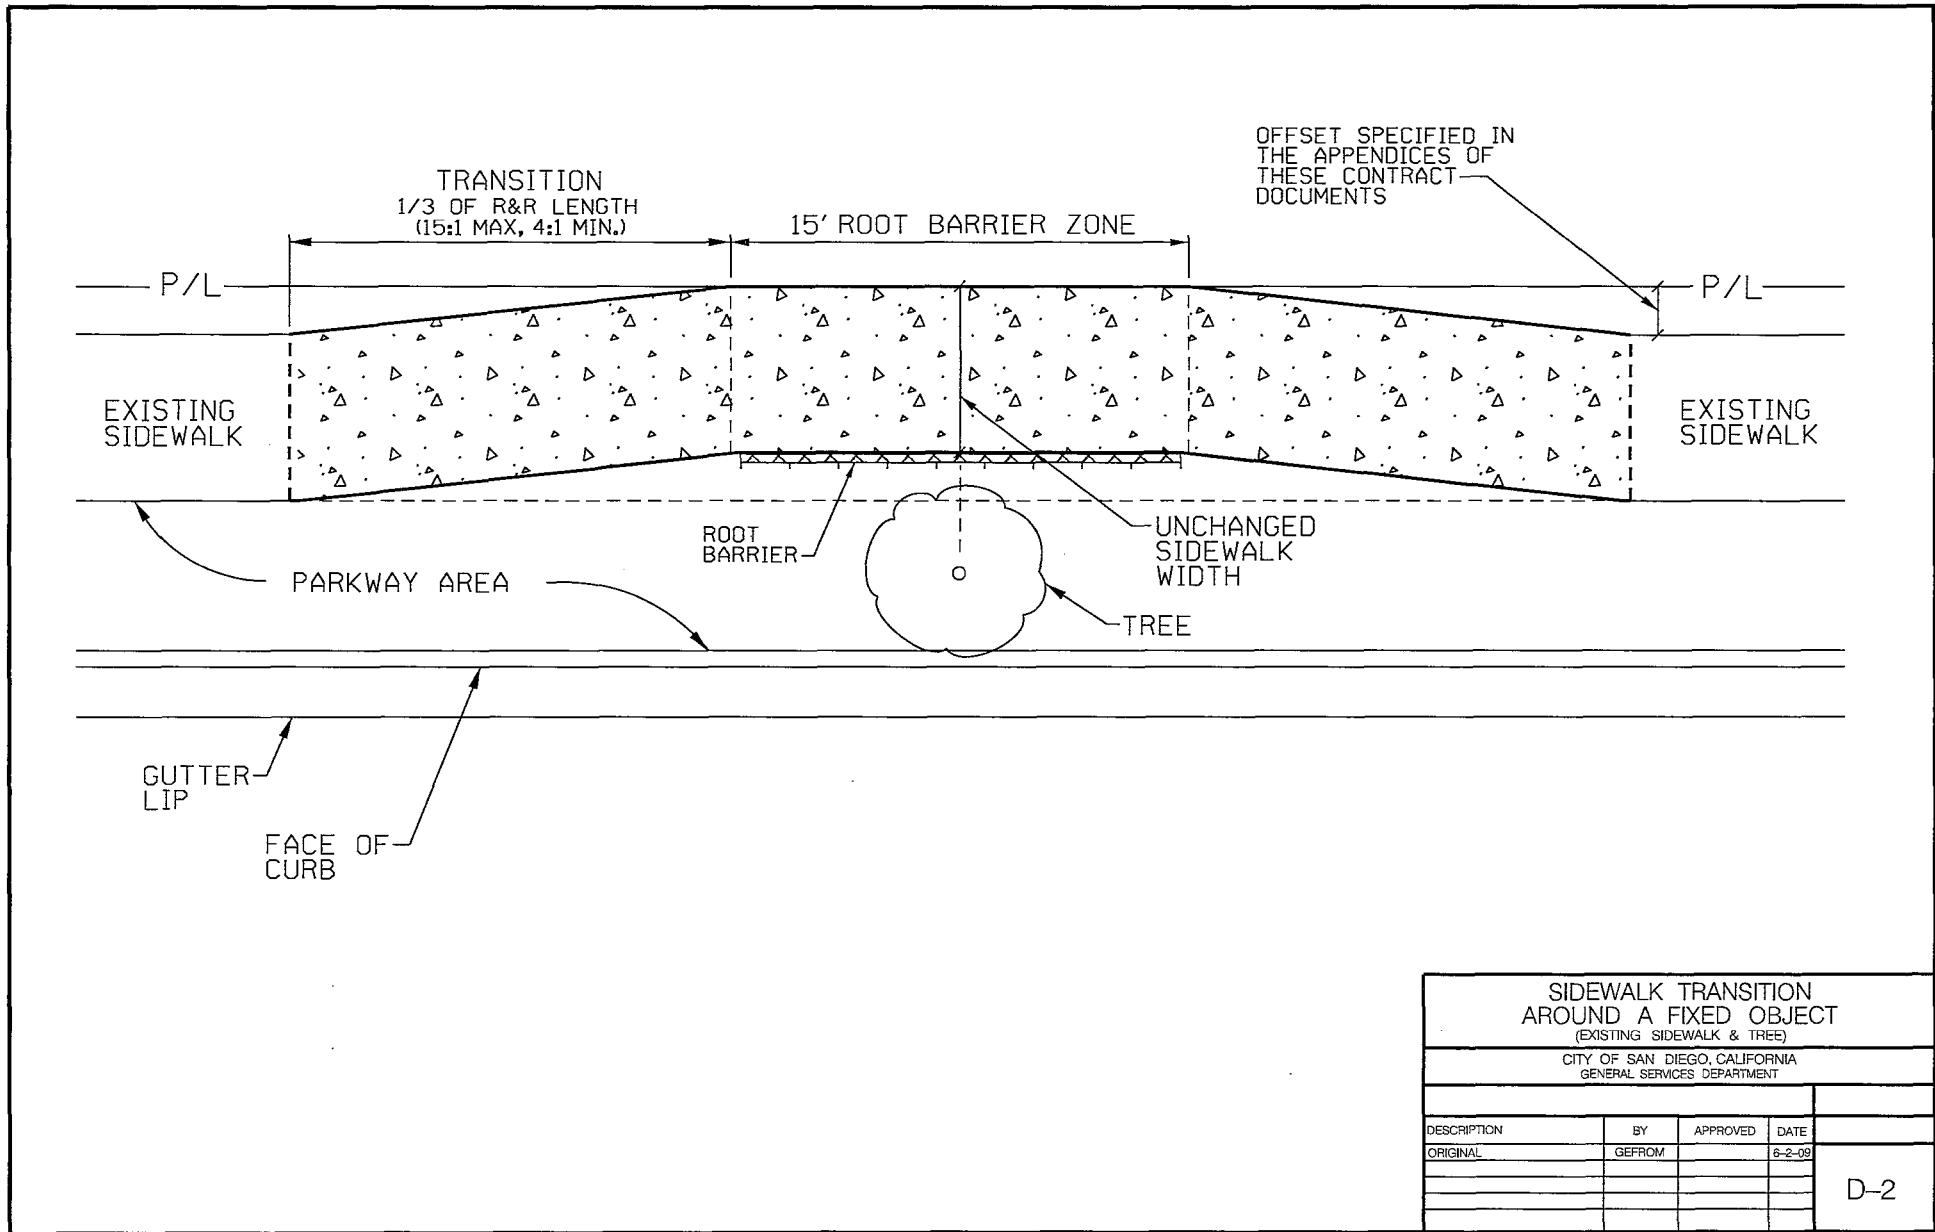 OFFSET SPECIFIED IN
THE APPENDICES OF
THESE CONTRACT
DOCUMENTS
TRANSITION
1/3 OF R&R LENGTH
(15:1 MAX, 4:1 MIN.)
15' ROOT BARRIER ZONE
P/L
P/L
EXISTING
SIDEWALK
EXISTING
SIDEWALK
ROOT
BARRIER
UNCHANGED
SIDEWALK
WIDTH
PARKWAY AREA
TREE
GUTTER
LIP
FACE OF
CURB
SIDEWALK TRANSITION
AROUND A FIXED OBJECT
(EXISTING SIDEWALK & TREE)
CITY OF SAN DIEGO, CALIFORNIA
GENERAL SERVICES DEPARTMENT
DESCRIPTION BY APPROVED DATE
ORIGINAL GEFROM 6-2-09
D-2